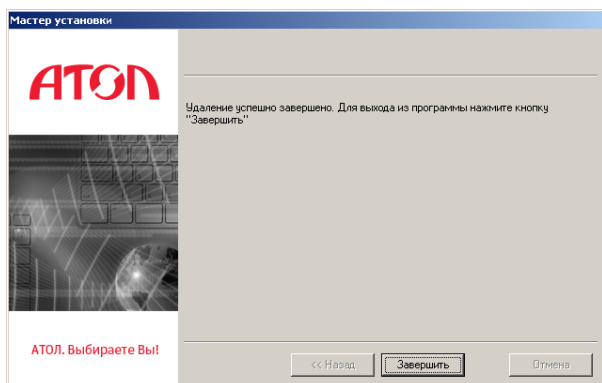 Мастер установки
АТОЛ
Удаление успешно завершено. Для выхода из программы нажмите кнопку
"Завершить"
АТОЛ. Выбираете Вы!
<< Назад
Завершить
Отмена